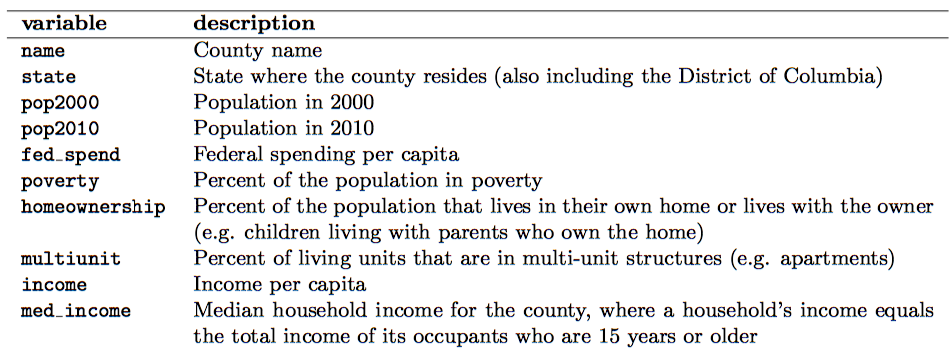 variable description
name County name
state State where the county resides (also including the District of Columbia)
pop2000 Population in 2000
pop2010 Population in 2010
fed_spend Federal spending per capita
poverty Percent of the population in poverty
homeownership Percent of the population that lives in their own home or lives with the owner
(e.g. children living with parents who own the home)
multiunit Percent of living units that are in multi-unit structures (e.g. apartments)
income Income per capita
med_income Median household income for the county, where a household's income equals
the total income of its occupants who are 15 years or older